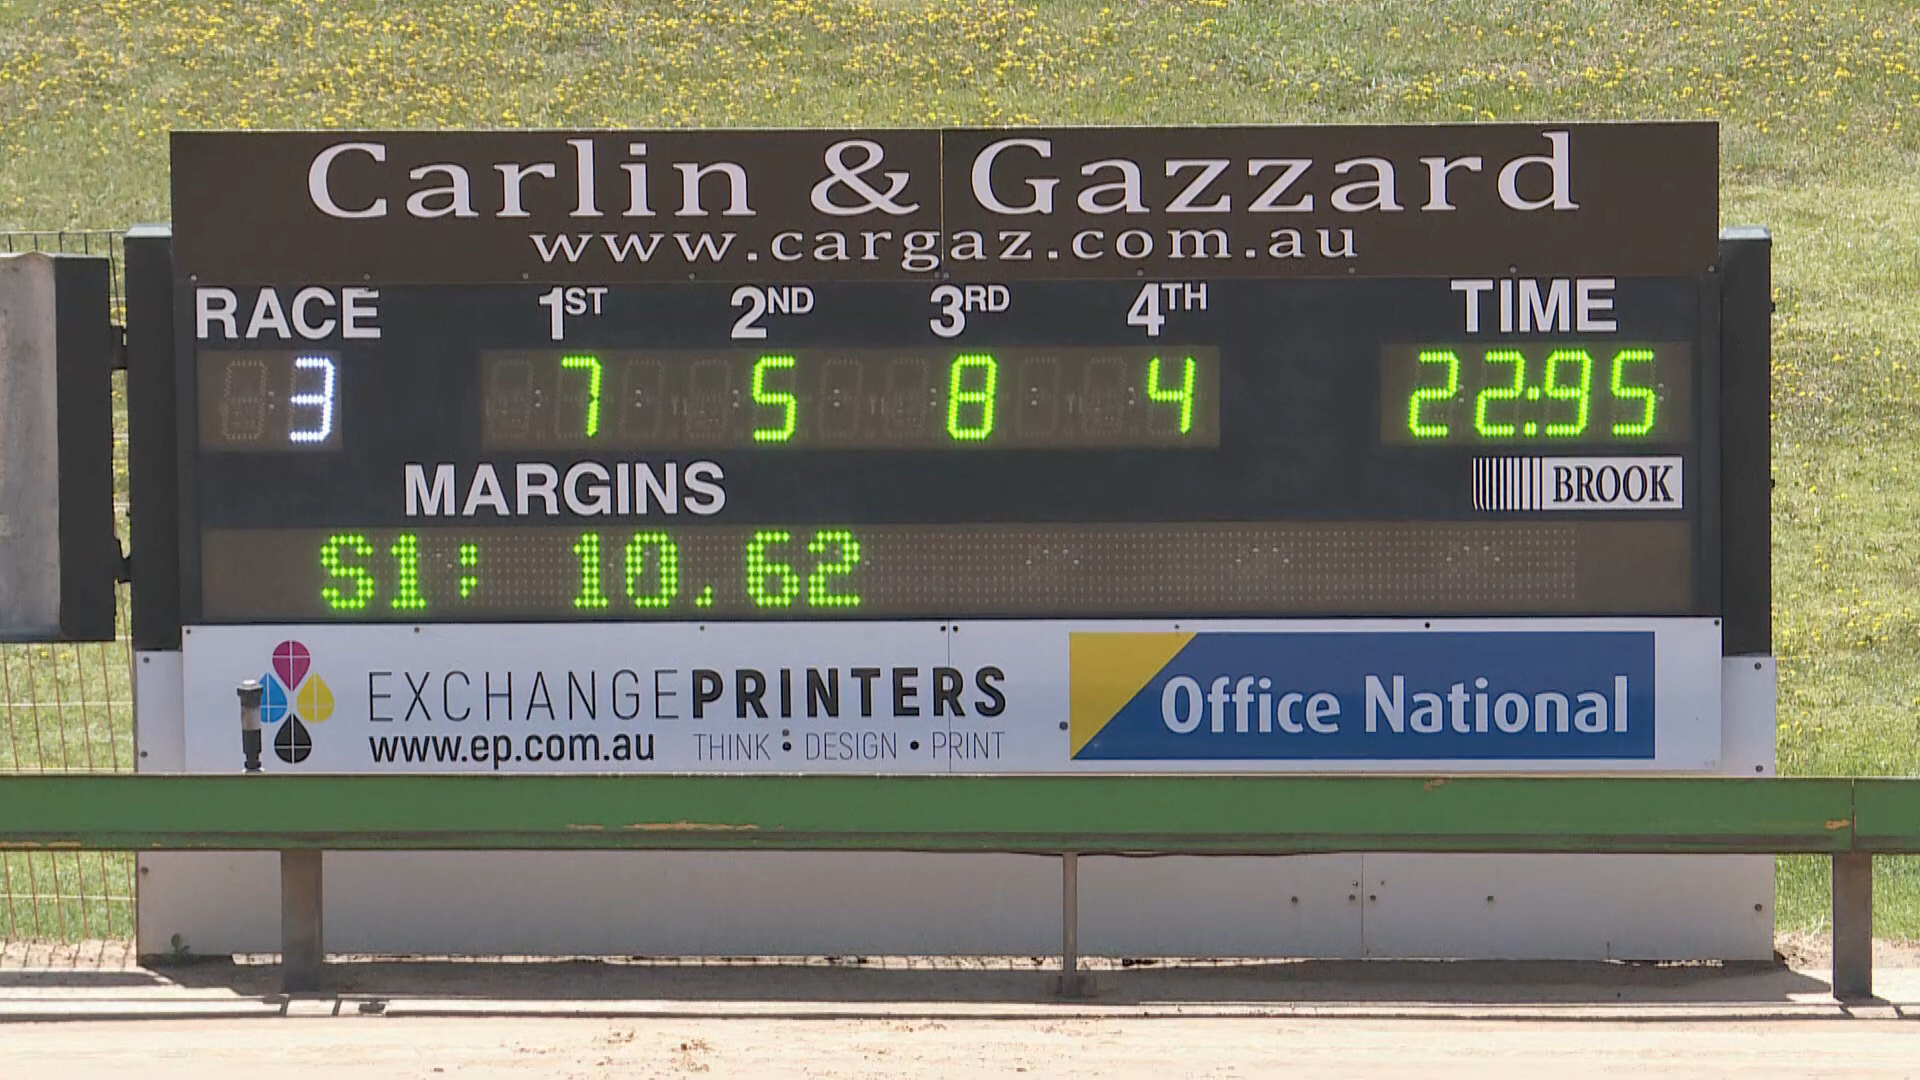 Carlin & Gazzard
www.cargaz.com.au
RACE 1ST 2ND 3RD 4TH TIME
3 7 5 8 4 22:95
MARGINS BROOK
S1: 10.62
EXCHANGEPRINTERS
www.ep.com.au THINK • DESIGN • PRINT
Office National